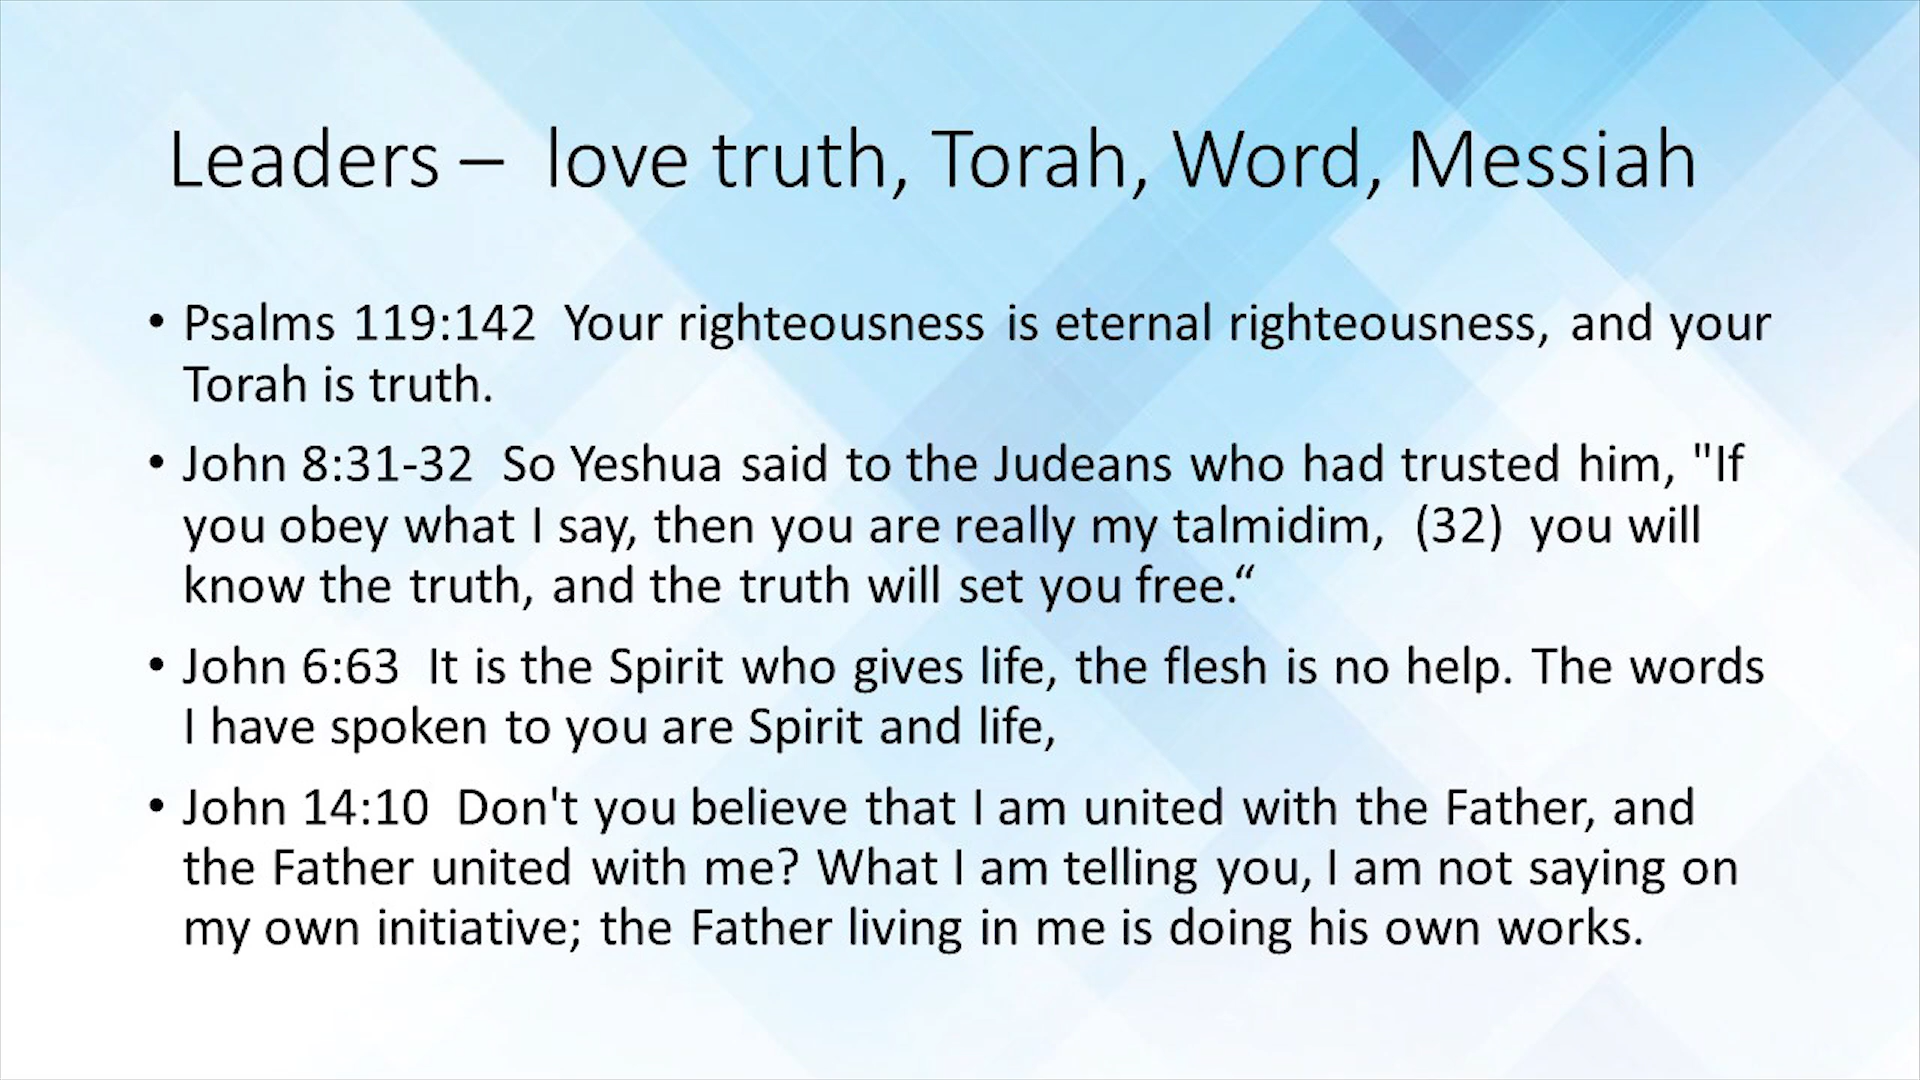 Leaders –  love truth, Torah, Word, Messiah
• Psalms 119:142  Your righteousness is eternal righteousness, and your
Torah is truth.
• John 8:31-32  So Yeshua said to the Judeans who had trusted him, "If
you obey what I say, then you are really my talmidim,  (32)  you will
know the truth, and the truth will set you free.“
• John 6:63  It is the Spirit who gives life, the flesh is no help. The words
I have spoken to you are Spirit and life,
• John 14:10  Don't you believe that I am united with the Father, and
the Father united with me? What I am telling you, I am not saying on
my own initiative; the Father living in me is doing his own works.